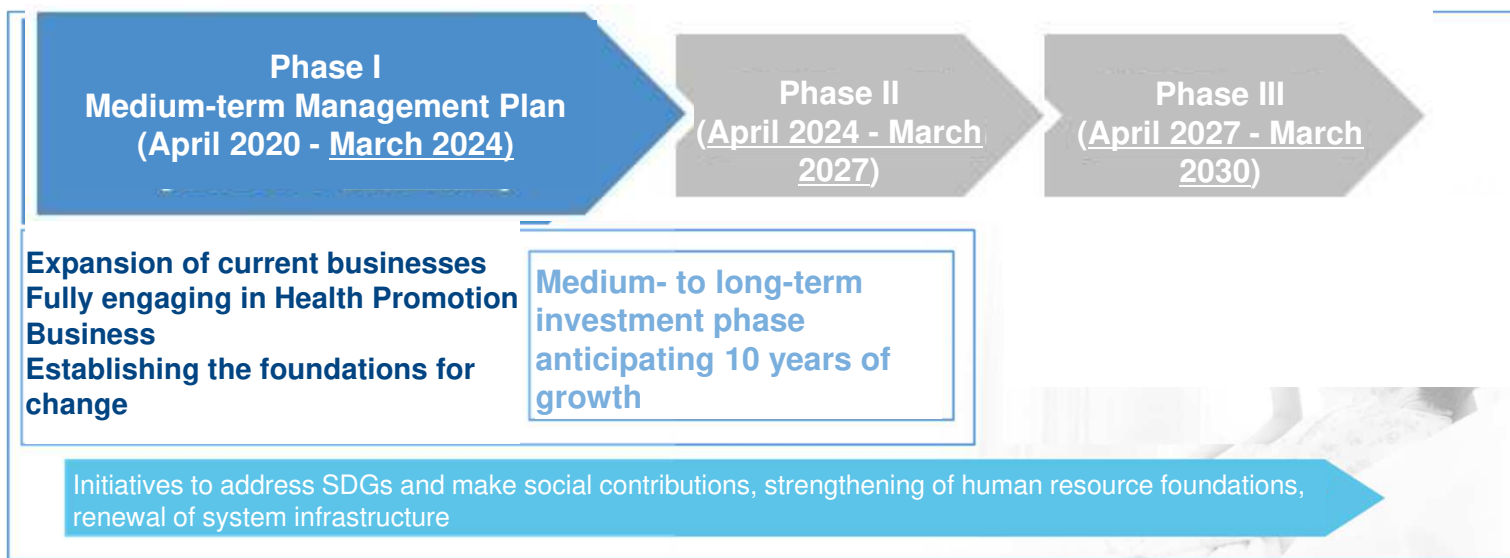 Phase I
Medium-term Management Plan
(April 2020 - March 2024)
Phase II
(April 2024 - March
2027)
Phase III
(April 2027 - March
2030)
Expansion of current businesses
Fully engaging in Health Promotion
Business
Establishing the foundations for
change
Medium- to long-term
investment phase
anticipating 10 years of
growth
Initiatives to address SDGs and make social contributions, strengthening of human resource foundations,
renewal of system infrastructure